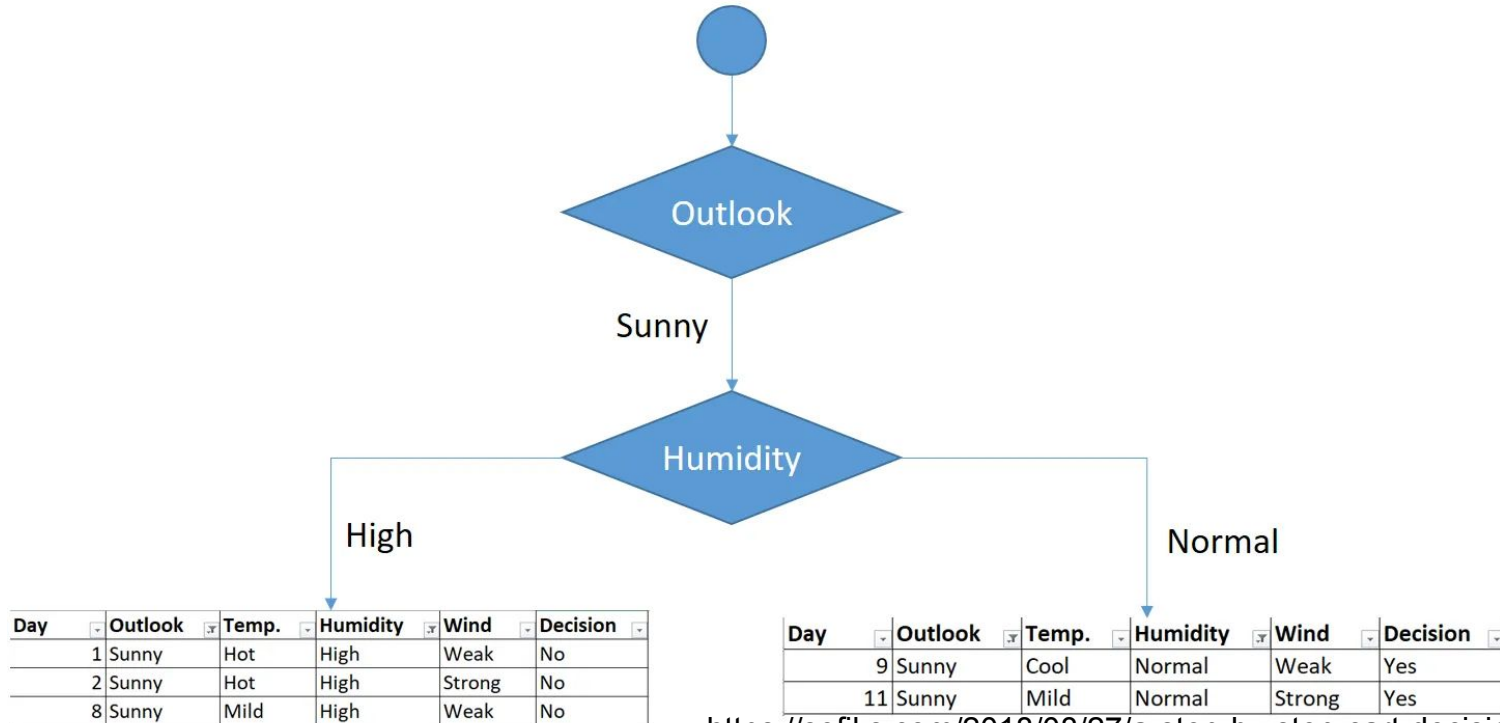 Outlook
Sunny
Humidity
High
Normal
Day Outlook Temp. Humidity Wind Decision
1 Sunny Hot High Weak No
2 Sunny Hot High Strong No
8 Sunny Mild High Weak No
Day Outlook Temp. Humidity Wind Decision
9 Sunny Cool Normal Weak Yes
11 Sunny Mild Normal Strong Yes